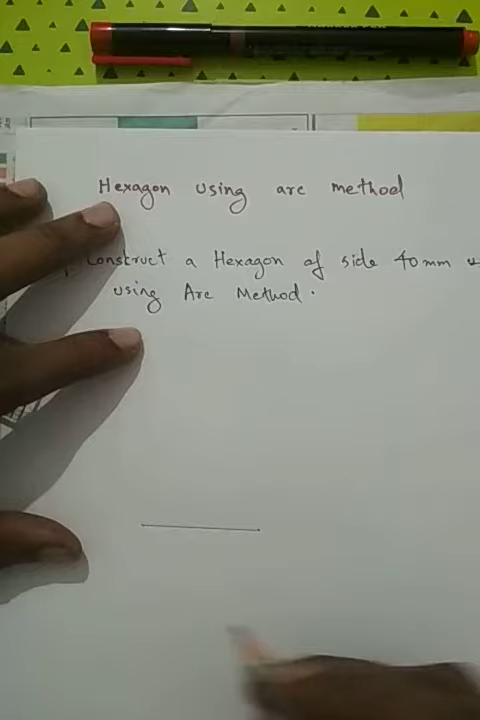 Hexagon using arc method
Construct a Hexagon of side 40mm
using Arc Method.